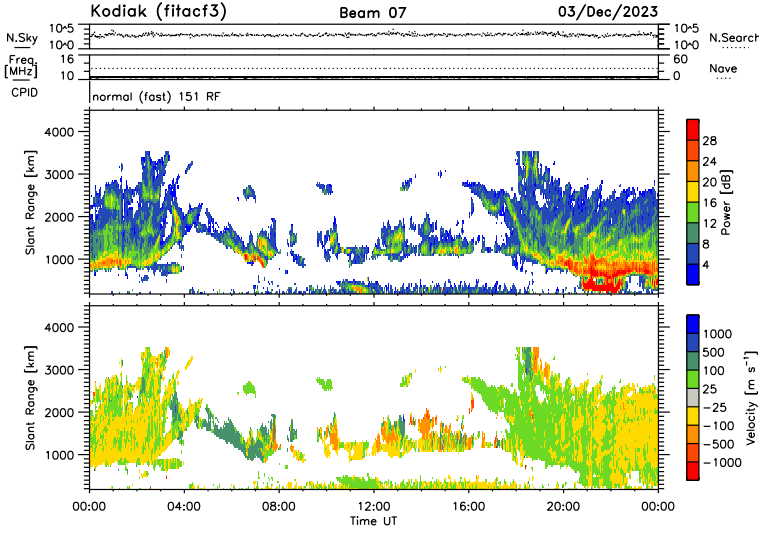 Kodiak (fitacf3) Beam 07 03/Dec/2023
N.Sky 10^5 10^0 10^5 10^0 N.Search
Freq. [MHz] 16 10 60 0 Nave
CPID normal (fast) 151 RF
Slant Range [km] 4000 3000 2000 1000
Power [dB] 28 24 20 16 12 8 4
Slant Range [km] 4000 3000 2000 1000
Velocity [m s⁻¹] 1000 500 100 25 −25 −100 −500 −1000
00:00 04:00 08:00 12:00 16:00 20:00 00:00
Time UT